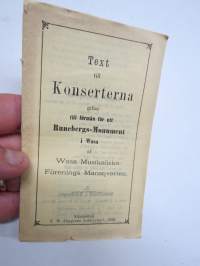 Text
till
Konserterna
gifna
till förmån för ett
Runebergs-Monument
i Wasa
af
Wasa Musikaliska
Förenings Manskvartett.